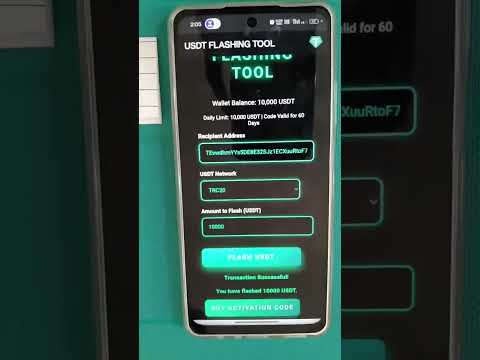 2:05
USDT FLASHING TOOL
FLASHING
TOOL
Wallet Balance: 10,000 USDT
Daily Limit: 10,000 USDT | Code Valid for 60
Days
Recipient Address
USDT Network
TRC20
Amount to Flash (USDT)
10000
FLASH USDT
Transaction Successful!
You have flashed 10000 USDT.
BUY ACTIVATION CODE
de Valid for 60
XuuRtoF7